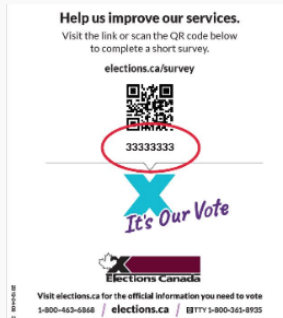 Help us improve our services.
Visit the link or scan the QR code below
to complete a short survey.
elections.ca/survey
33333333
X
It's Our Vote
Elections Canada
Visit elections.ca for the official information you need to vote
1-800-463-6868 / elections.ca / TTY 1-800-361-8935